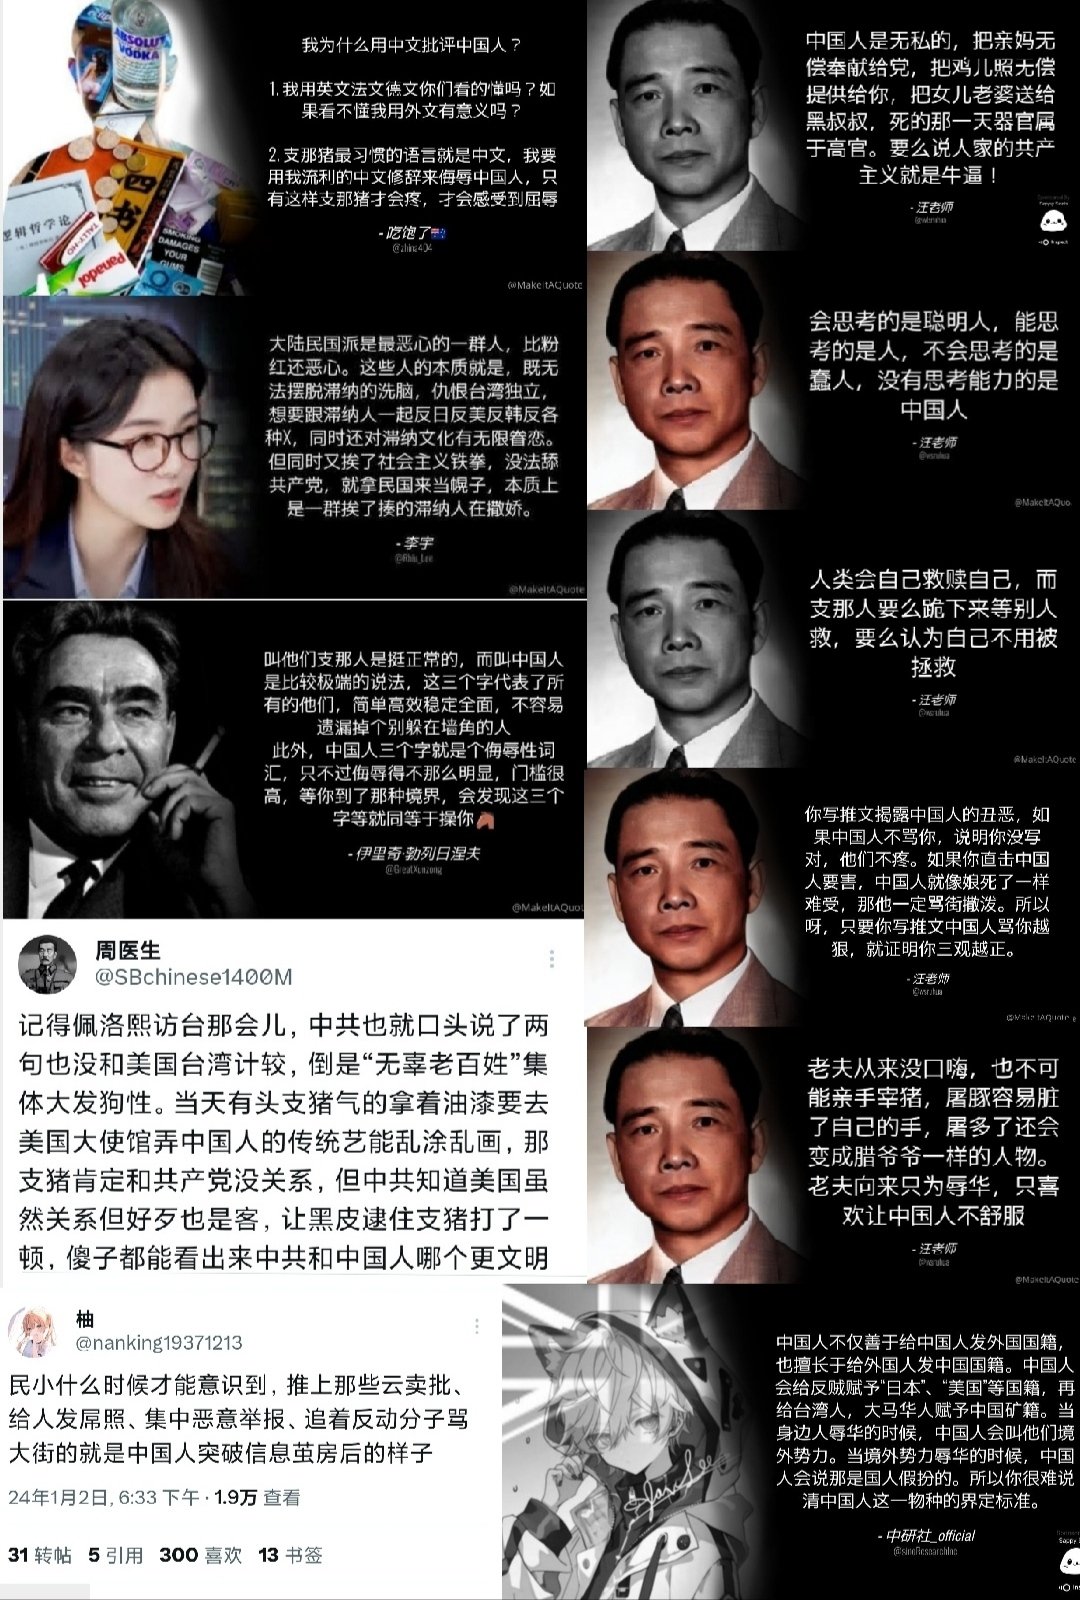 ABSOLUT
VODKA
四书
逻辑哲学论
Panadol
SMOKING
DAMAGES
YOUR
GUMS
我为什么用中文批评中国人？
1.我用英文法文德文你们看的懂吗？如
果看不懂我用外文有意义吗？
2.支那猪最习惯的语言就是中文，我要
用我流利的中文修辞来侮辱中国人，只
有这样支那猪才会疼，才会感受到屈辱
- 吃饱了🇦🇺
@MakeItAQuote
大陆民国派是最恶心的一群人，比粉
红还恶心。这些人的本质就是，既无
法摆脱滞纳的洗脑，仇恨台湾独立，
想要跟滞纳人一起反日反美反韩反各
种X，同时还对滞纳文化有无限眷恋。
但同时又挨了社会主义铁拳，没法舔
共产党，就拿民国来当幌子，本质上
是一群挨了揍的滞纳人在撒娇。
- 李宇
@MakeItAQuote
叫他们支那人是挺正常的，而叫中国人
是比较极端的说法，这三个字代表了所
有的他们，简单高效稳定全面，不容易
遗漏掉个别躲在墙角的人
此外，中国人三个字就是个侮辱性词
汇，只不过侮辱得不那么明显，门槛很
高，等你到了那种境界，会发现这三个
字等就同等于操你🐴
- 伊里奇·勃列日涅夫
@GreatXunzong
@MakeItAQuot
周医生
@SBchinese1400M
记得佩洛熙访台那会儿，中共也就口头说了两
句也没和美国台湾计较，倒是“无辜老百姓”集
体大发狗性。当天有头支猪气的拿着油漆要去
美国大使馆弄中国人的传统艺能乱涂乱画，那
支猪肯定和共产党没关系，但中共知道美国虽
然关系但好歹也是客，让黑皮逮住支猪打了一
顿，傻子都能看出来中共和中国人哪个更文明
柚
@nanking19371213
民小什么时候才能意识到，推上那些云卖批、
给人发屌照、集中恶意举报、追着反动分子骂
大街的就是中国人突破信息茧房后的样子
24年1月2日, 6:33 下午 · 1.9万 查看
31 转帖 5 引用 300 喜欢 13 书签
中国人是无私的，把亲妈无
偿奉献给党，把鸡儿照无偿
提供给你，把女儿老婆送给
黑叔叔，死的那一天器官属
于高官。要么说人家的共产
主义就是牛逼！
- 汪老师
会思考的是聪明人，能思
考的是人，不会思考的是
蠢人，没有思考能力的是
中国人
- 汪老师
@MakeItAQuo
人类会自己救赎自己，而
支那人要么跪下来等别人
救，要么认为自己不用被
拯救
- 汪老师
@MakeItAQuote
你写推文揭露中国人的丑恶，如
果中国人不骂你，说明你没写
对，他们不疼。如果你直击中国
人要害，中国人就像娘死了一样
难受，那他一定骂街撒泼。所以
呀，只要你写推文中国人骂你越
狠，就证明你三观越正。
- 汪老师
@MakeItAQuote
老夫从来没口嗨，也不可
能亲手宰猪，屠豚容易脏
了自己的手，屠多了还会
变成腊爷爷一样的人物。
老夫向来只为辱华，只喜
欢让中国人不舒服
- 汪老师
@MakeItAQuote
中国人不仅善于给中国人发外国国籍，
也擅长于给外国人发中国国籍。中国人
会给反贼赋予“日本”、“美国”等国籍，再
给台湾人，大马华人赋予中国矿籍。当
身边人辱华的时候，中国人会叫他们境
外势力。当境外势力辱华的时候，中国
人会说那是国人假扮的。所以你很难说
清中国人这一物种的界定标准。
- 中研社_official
@sinoResearchInc